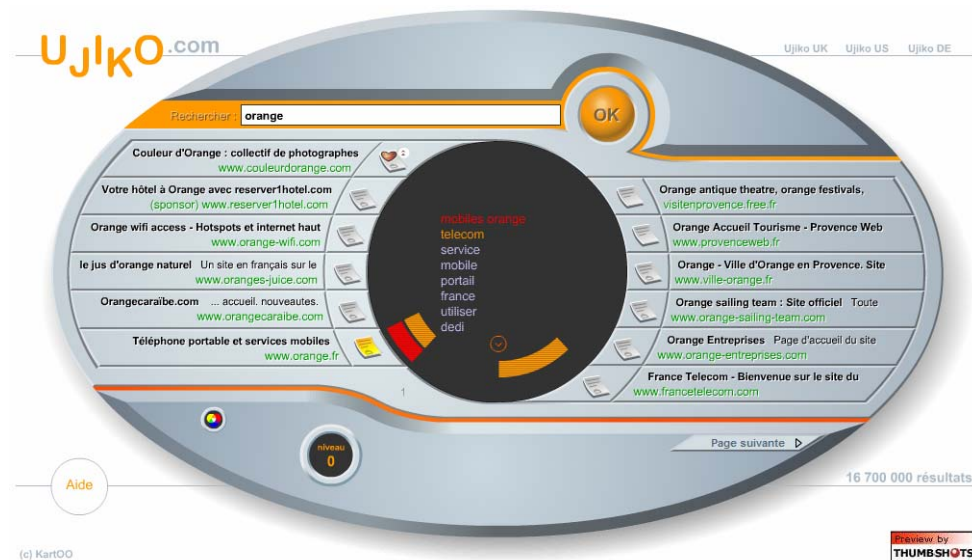 UJIKO.com
Ujiko UK Ujiko US Ujiko DE
Rechercher : orange
OK
Couleur d'Orange : collectif de photographes
www.couleurdorange.com
Votre hôtel à Orange avec reserver1hotel.com
(sponsor) www.reserver1hotel.com
Orange wifi access - Hotspots et internet haut
www.orange-wifi.com
le jus d'orange naturel Un site en français sur le
www.oranges-juice.com
Orangecaraïbe.com ... accueil. nouveautes.
www.orangecaraibe.com
Téléphone portable et services mobiles
www.orange.fr
1
mobiles orange
telecom
service
mobile
portail
france
utiliser
dedi
Orange antique theatre, orange festivals,
visitenprovence.free.fr
Orange Accueil Tourisme - Provence Web
www.provenceweb.fr
Orange - Ville d'Orange en Provence. Site
www.ville-orange.fr
Orange sailing team : Site officiel Toute
www.orange-sailing-team.com
Orange Entreprises Page d'accueil du site
www.orange-entreprises.com
France Telecom - Bienvenue sur le site du
www.francetelecom.com
niveau
0
Page suivante
Aide
16 700 000 résultats
(c) KartOO
Preview by
THUMBSHOTS